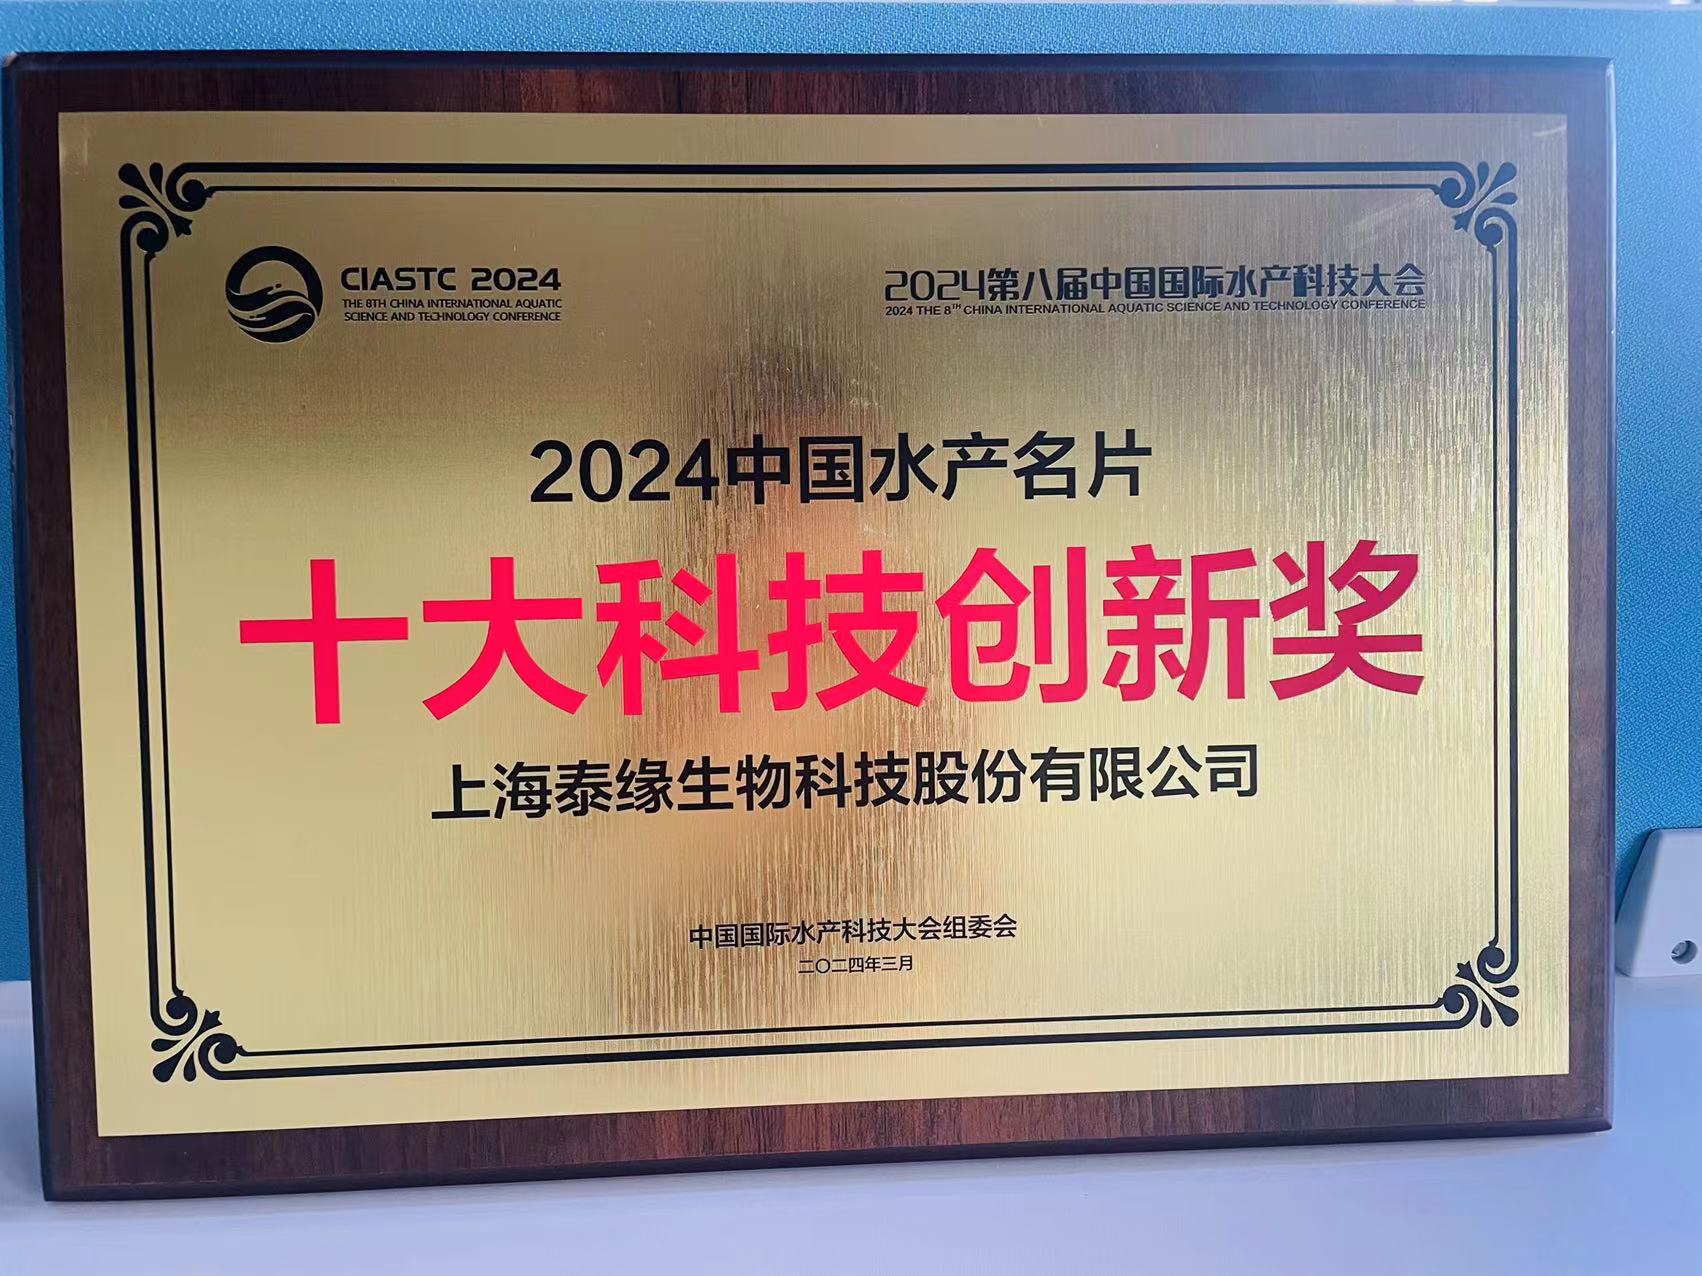 CIASTC 2024
THE 8TH CHINA INTERNATIONAL AQUATIC
SCIENCE AND TECHNOLOGY CONFERENCE
2024第八届中国国际水产科技大会
2024 THE 8TH CHINA INTERNATIONAL AQUATIC SCIENCE AND TECHNOLOGY CONFERENCE
2024中国水产名片
十大科技创新奖
上海泰缘生物科技股份有限公司
中国国际水产科技大会组委会
二〇二四年三月